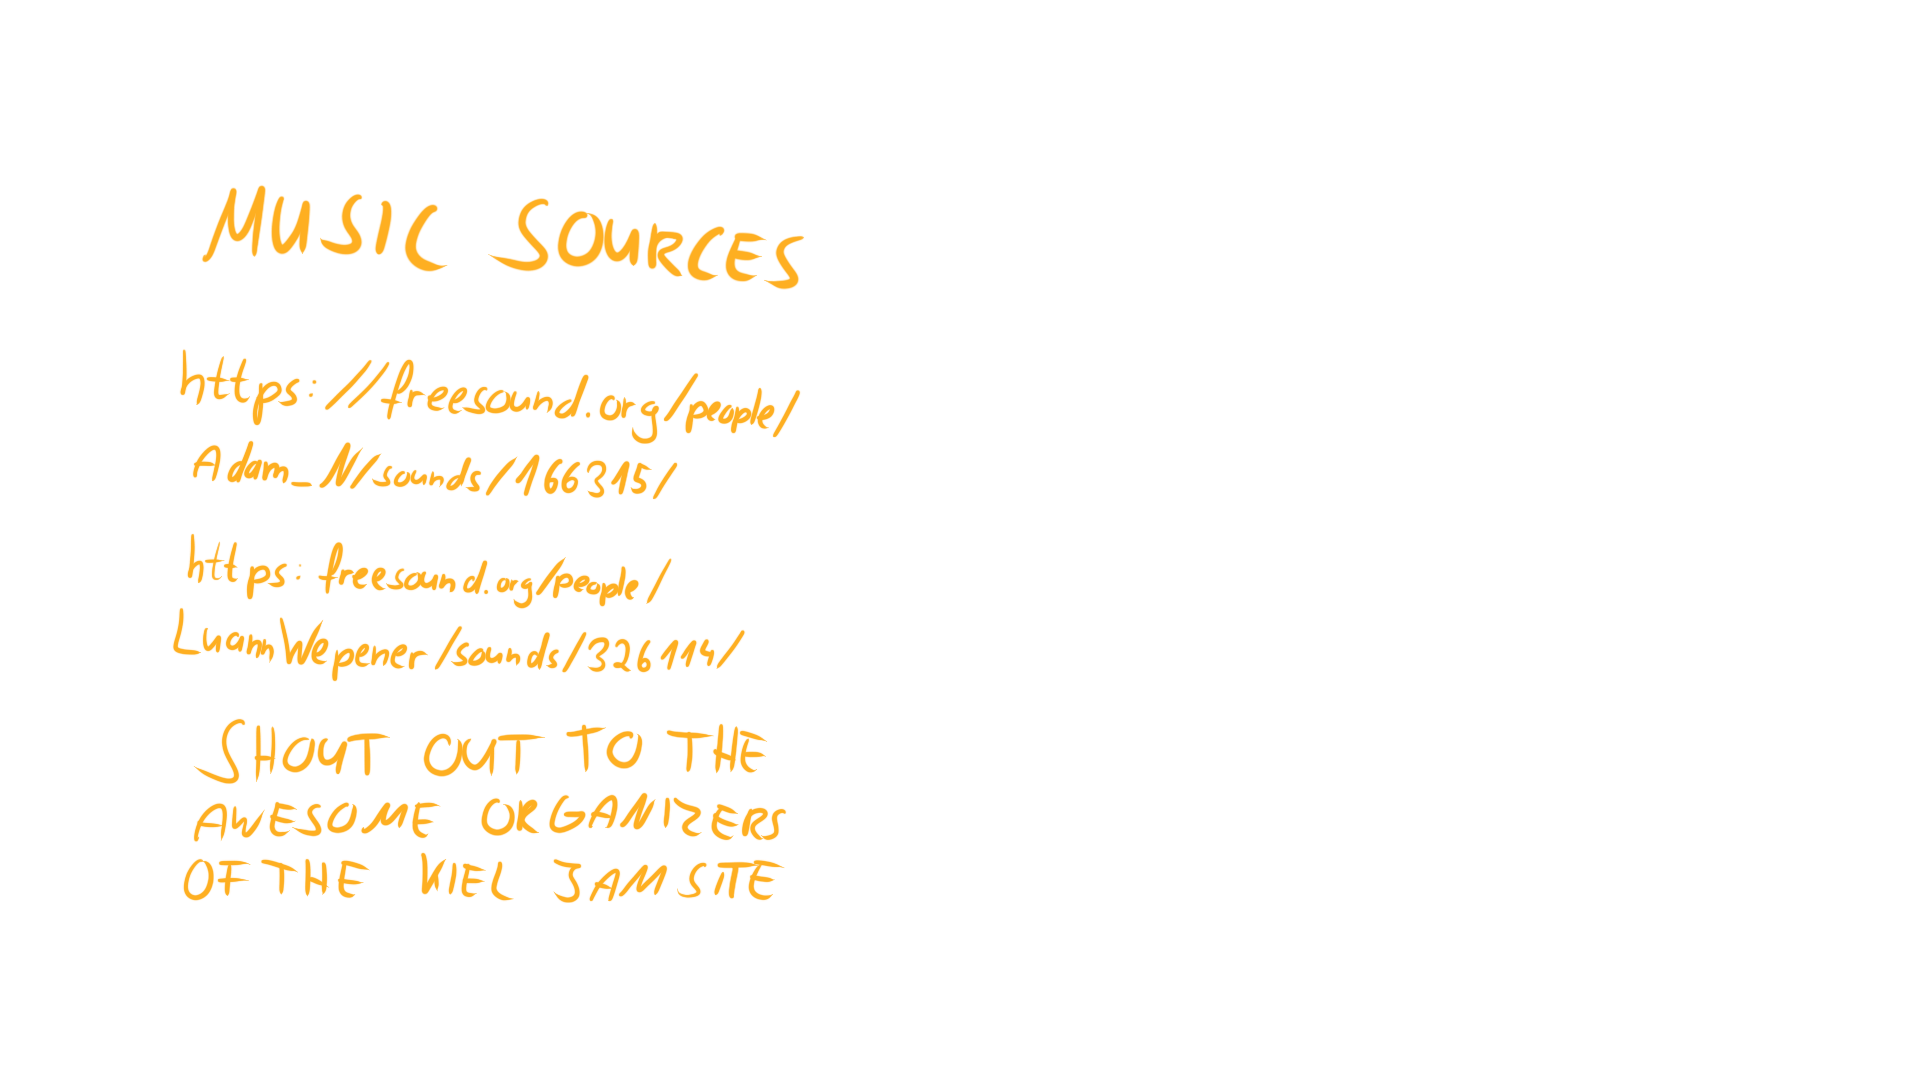 MUSIC SOURCES
https://freesound.org/people/
Adam_N/sounds/166315/
https: freesound.org/people/
LuannWepener/sounds/326114/
SHOUT OUT TO THE
AWESOME ORGANIZERS
OF THE KIEL JAM SITE